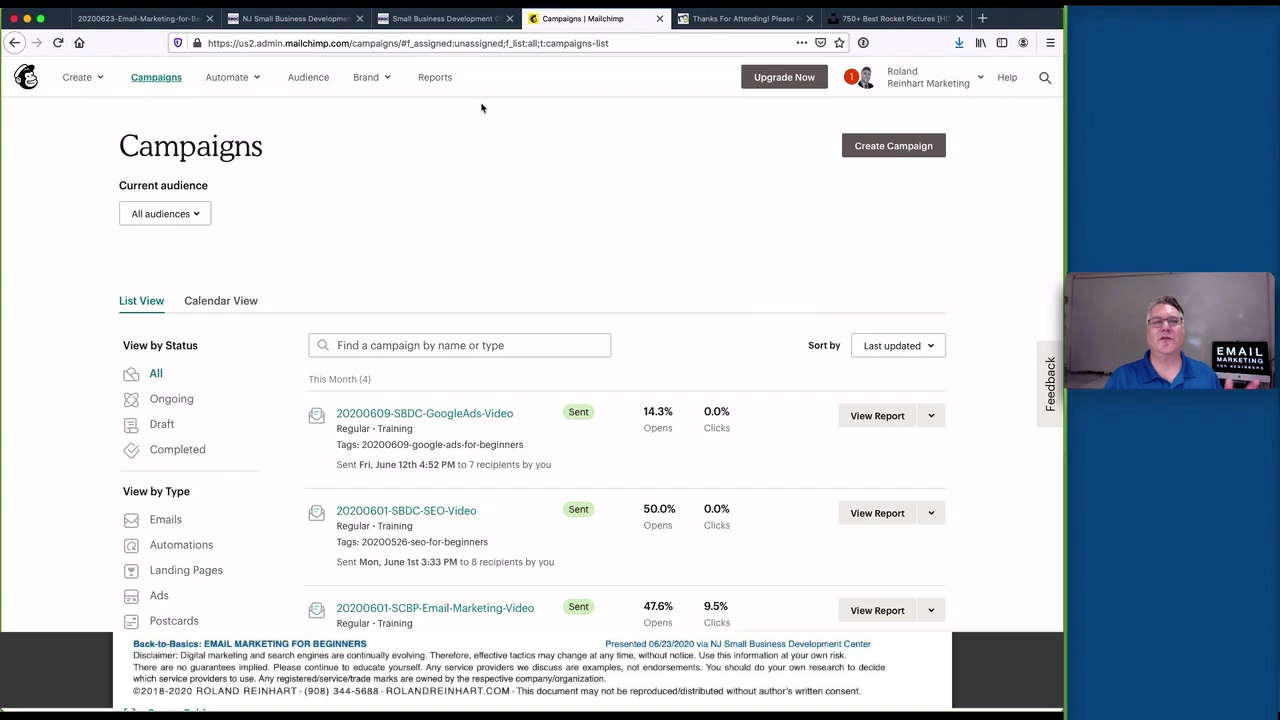 20200623-Email-Marketing-for-B
NJ Small Business Developmen
Small Business Development C
Campaigns | Mailchimp
Thanks For Attending! Please F
750+ Best Rocket Pictures [HD
https://us2.admin.mailchimp.com/campaigns/#f_assigned:unassigned;f_list:all;t:campaigns-list
Create
Campaigns
Automate
Audience
Brand
Reports
Upgrade Now
1
Roland
Reinhart Marketing
Help
Campaigns
Create Campaign
Current audience
All audiences
List View
Calendar View
View by Status
All
Ongoing
Draft
Completed
View by Type
Emails
Automations
Landing Pages
Ads
Postcards
Find a campaign by name or type
Sort by
Last updated
This Month (4)
20200609-SBDC-GoogleAds-Video
Sent
14.3%
0.0%
View Report
Regular · Training
Opens
Clicks
Tags: 20200609-google-ads-for-beginners
Sent Fri, June 12th 4:52 PM to 7 recipients by you
20200601-SBDC-SEO-Video
Sent
50.0%
0.0%
View Report
Regular · Training
Opens
Clicks
Tags: 20200526-seo-for-beginners
Sent Mon, June 1st 3:33 PM to 8 recipients by you
20200601-SCBP-Email-Marketing-Video
Sent
47.6%
9.5%
View Report
Regular · Training
Feedback
EMAIL
MARKETING
FOR BEGINNERS
Back-to-Basics: EMAIL MARKETING FOR BEGINNERS
Presented 06/23/2020 via NJ Small Business Development Center
Disclaimer: Digital marketing and search engines are continually evolving. Therefore, effective tactics may change at any time, without notice. Use this information at your own risk.
There are no guarantees implied. Please continue to educate yourself. Any service providers we discuss are examples, not endorsements. You should do your own research to decide
which service providers to use. Any registered/service/trade marks are owned by the respective company/organization.
©2018-2020 ROLAND REINHART · (908) 344-5688 · ROLANDREINHART.COM · This document may not be reproduced/distributed without author's written consent.